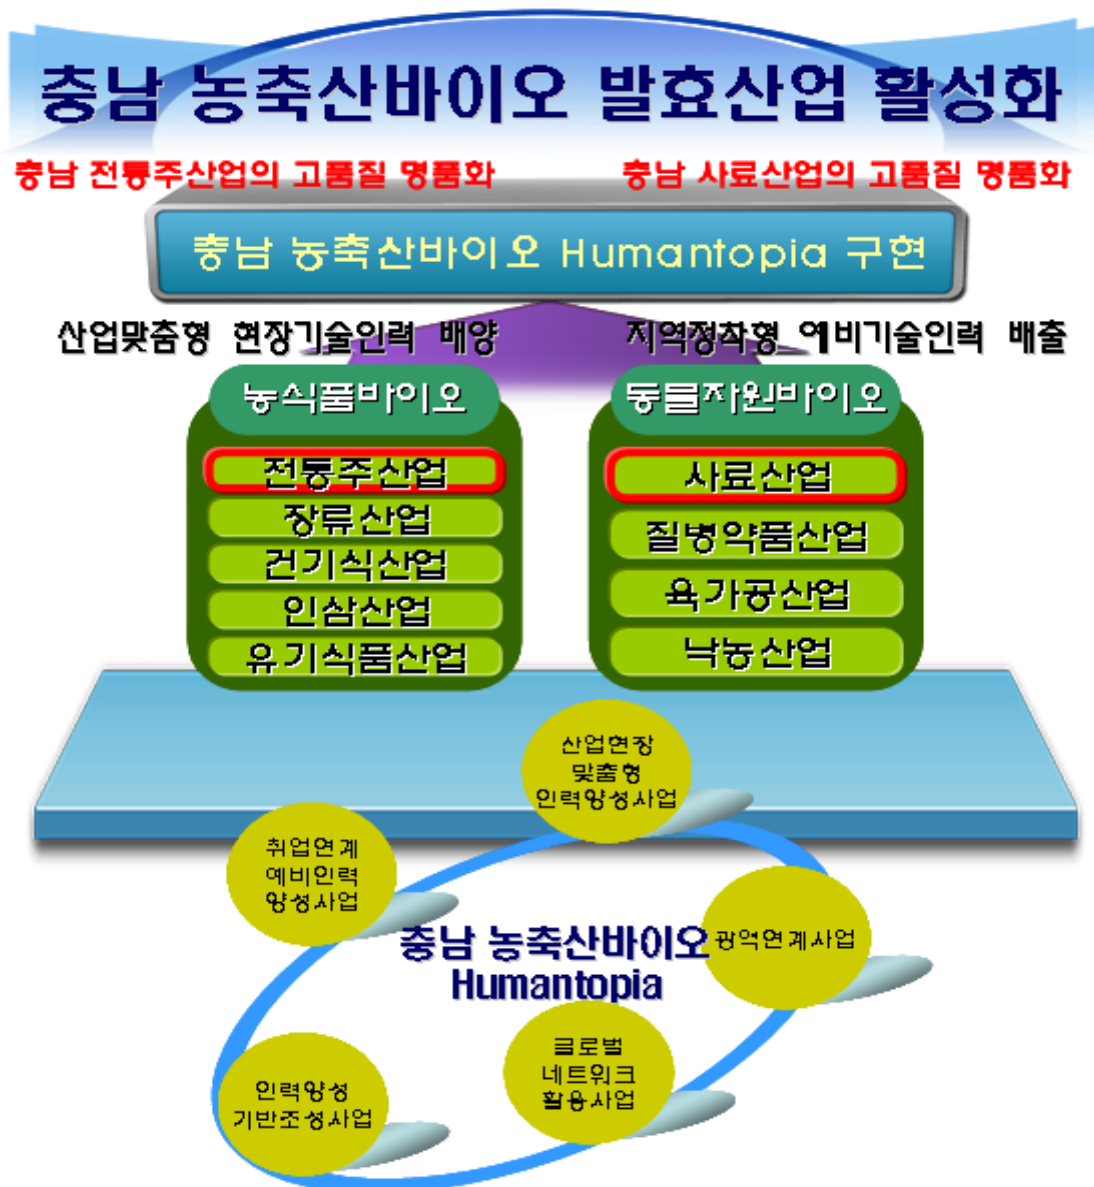 충남 농축산바이오 발효산업 활성화
충남 전통주산업의 고품질 명품화
충남 사료산업의 고품질 명품화
충남 농축산바이오 Humantopia 구현
산업맞춤형 현장기술인력 배양
지역정착형 예비기술인력 배출
농식품바이오
전통주산업
장류산업
건기식산업
인삼산업
유기식품산업
동물자원바이오
사료산업
질병약품산업
육가공산업
낙농산업
산업현장
맞춤형
인력양성사업
취업연계
예비인력
양성사업
충남 농축산바이오
Humantopia
광역연계사업
글로벌
네트워크
활용사업
인력양성
기반조성사업